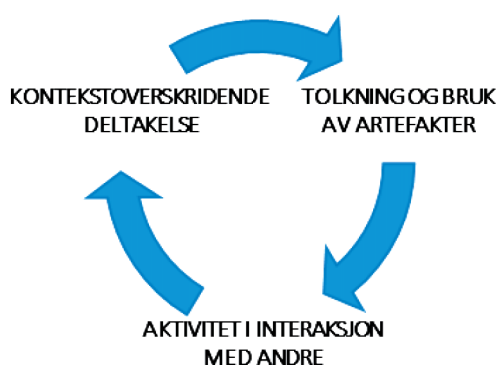 KONTEKSTOVERSKRIDENDE
DELTAKELSE
TOLKNING OG BRUK
AV ARTEFAKTER
AKTIVITET I INTERAKSJON
MED ANDRE